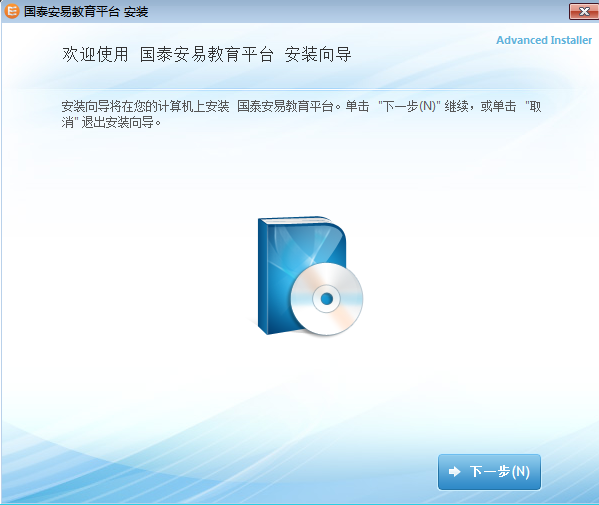 国泰安易教育平台 安装
Advanced Installer
欢迎使用 国泰安易教育平台 安装向导
安装向导将在您的计算机上安装 国泰安易教育平台。单击 "下一步(N)" 继续，或单击 "取
消" 退出安装向导。
下一步(N)